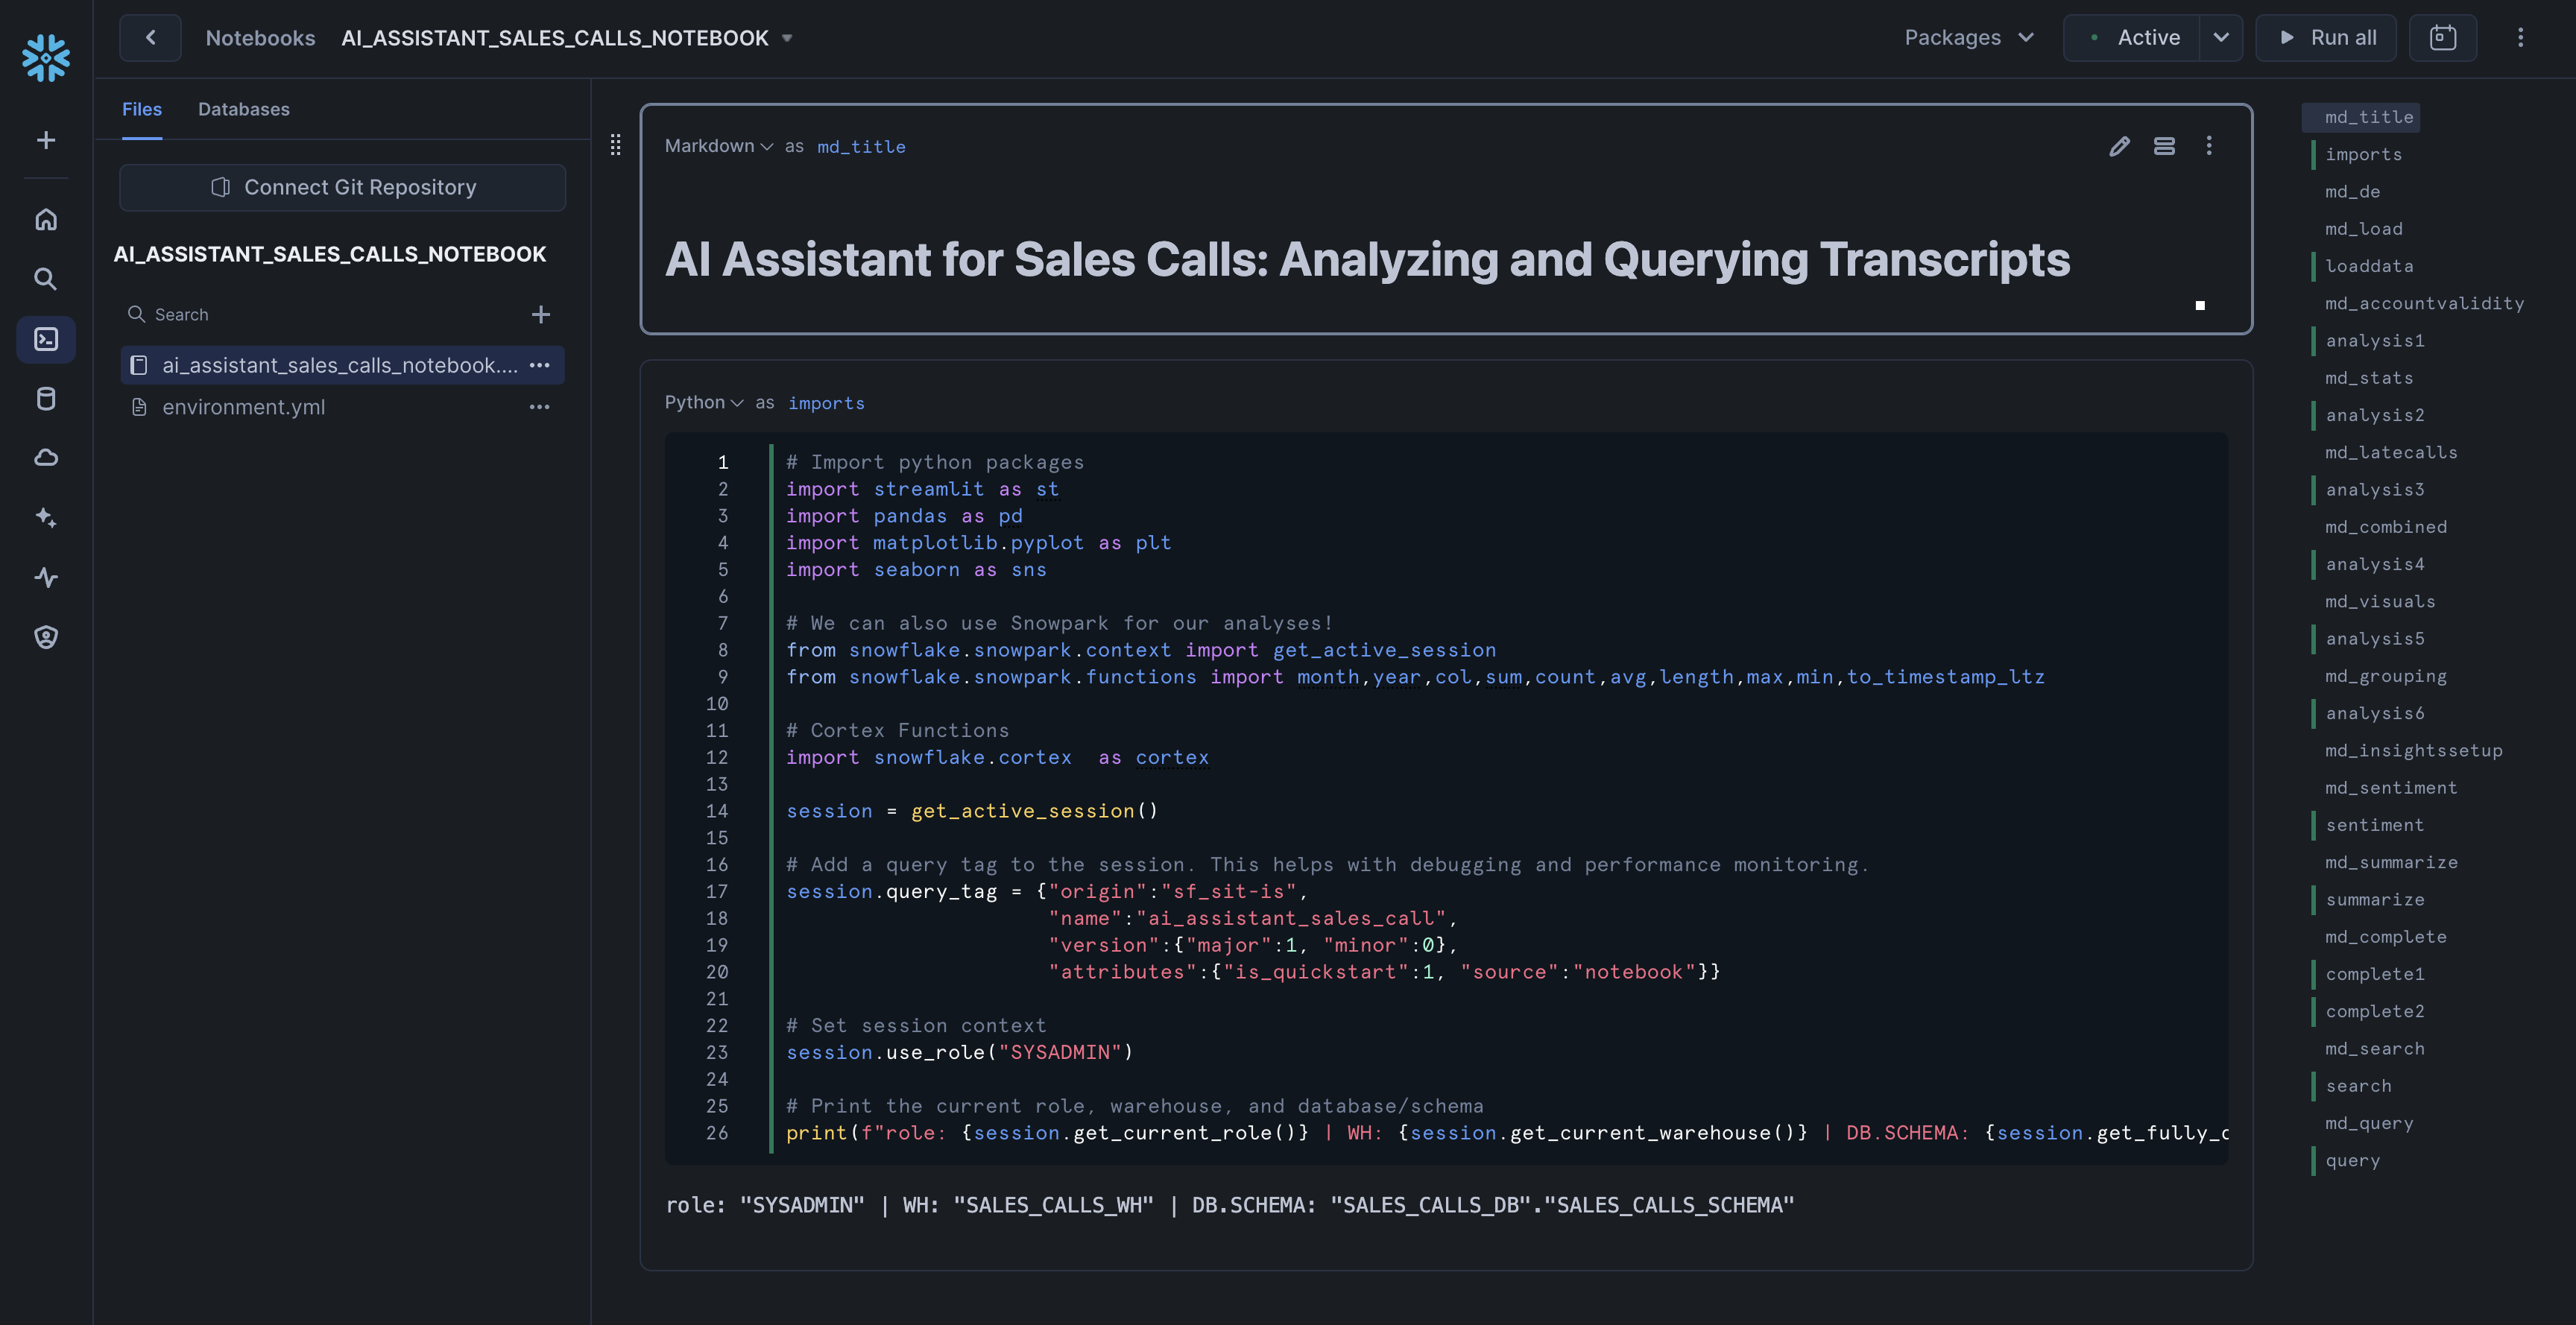 Notebooks AI_ASSISTANT_SALES_CALLS_NOTEBOOK
Packages
Active
Run all
Files Databases
Connect Git Repository
AI_ASSISTANT_SALES_CALLS_NOTEBOOK
Search
ai_assistant_sales_calls_notebook....
environment.yml
Markdown as md_title
AI Assistant for Sales Calls: Analyzing and Querying Transcripts
Python as imports
1 # Import python packages
2 import streamlit as st
3 import pandas as pd
4 import matplotlib.pyplot as plt
5 import seaborn as sns
6
7 # We can also use Snowpark for our analyses!
8 from snowflake.snowpark.context import get_active_session
9 from snowflake.snowpark.functions import month,year,col,sum,count,avg,length,max,min,to_timestamp_ltz
10
11 # Cortex Functions
12 import snowflake.cortex  as cortex
13
14 session = get_active_session()
15
16 # Add a query tag to the session. This helps with debugging and performance monitoring.
17 session.query_tag = {"origin":"sf_sit-is",
18                      "name":"ai_assistant_sales_call",
19                      "version":{"major":1, "minor":0},
20                      "attributes":{"is_quickstart":1, "source":"notebook"}}
21
22 # Set session context
23 session.use_role("SYSADMIN")
24
25 # Print the current role, warehouse, and database/schema
26 print(f"role: {session.get_current_role()} | WH: {session.get_current_warehouse()} | DB.SCHEMA: {session.get_fully_
role: "SYSADMIN" | WH: "SALES_CALLS_WH" | DB.SCHEMA: "SALES_CALLS_DB"."SALES_CALLS_SCHEMA"
md_title
imports
md_de
md_load
loaddata
md_accountvalidity
analysis1
md_stats
analysis2
md_latecalls
analysis3
md_combined
analysis4
md_visuals
analysis5
md_grouping
analysis6
md_insightssetup
md_sentiment
sentiment
md_summarize
summarize
md_complete
complete1
complete2
md_search
search
md_query
query